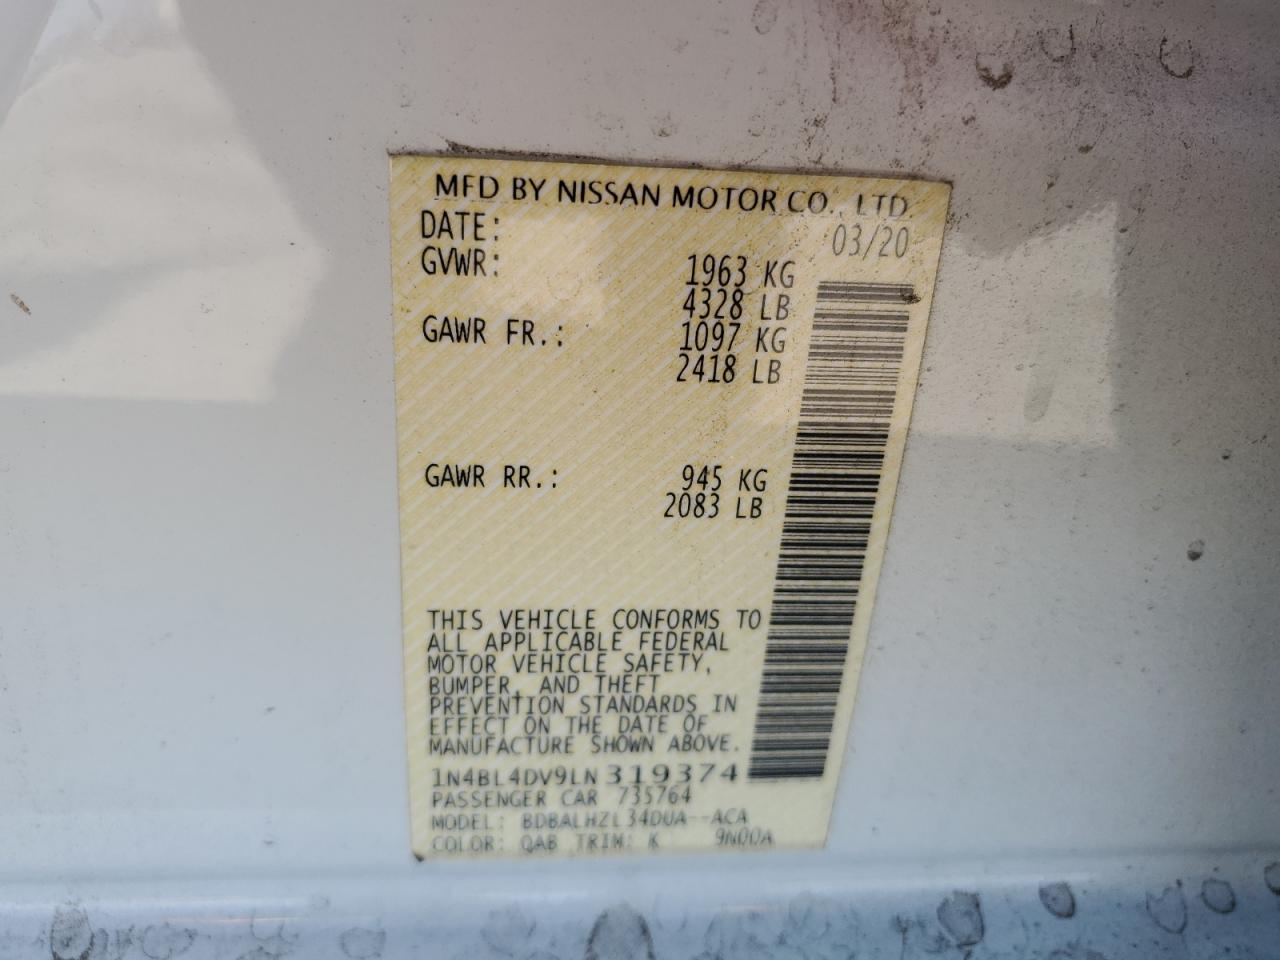 MFD BY NISSAN MOTOR CO., LTD.
DATE: 03/20
GVWR: 1963 KG
4328 LB
GAWR FR.: 1097 KG
2418 LB
GAWR RR.: 945 KG
2083 LB
THIS VEHICLE CONFORMS TO
ALL APPLICABLE FEDERAL
MOTOR VEHICLE SAFETY,
BUMPER, AND THEFT
PREVENTION STANDARDS IN
EFFECT ON THE DATE OF
MANUFACTURE SHOWN ABOVE.
1N4BL4DV9LN319374
PASSENGER CAR 735764
MODEL: BDBALHZL34DUA--ACA
COLOR: QAB TRIM: K 9N00A